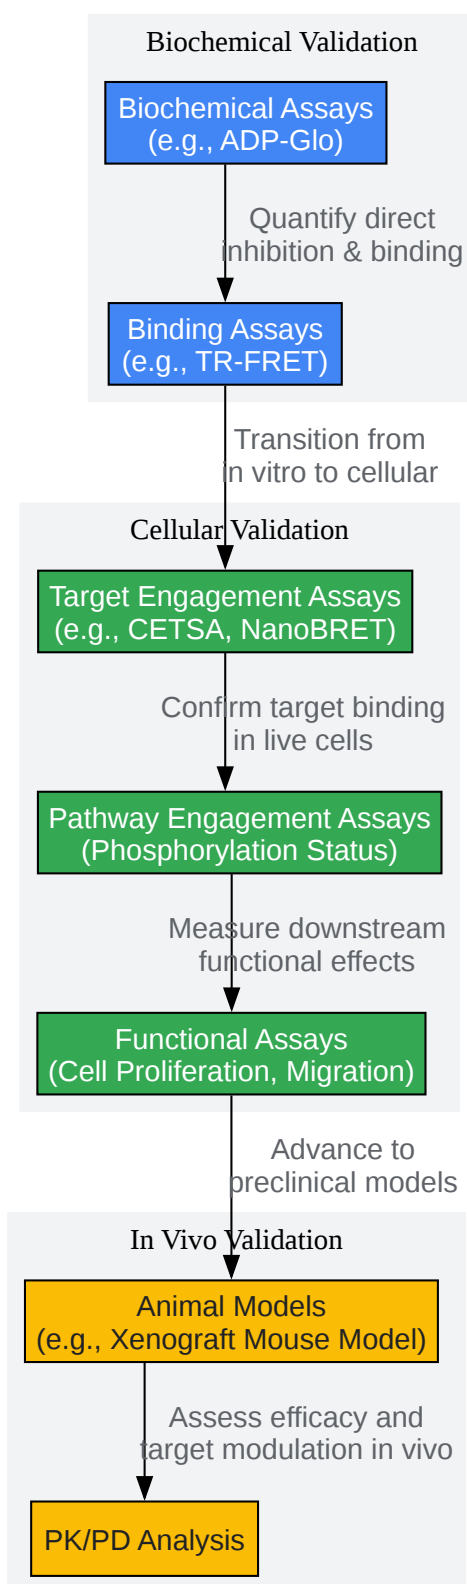 Biochemical Validation
Biochemical Assays
(e.g., ADP-Glo)
Quantify direct
inhibition & binding
Binding Assays
(e.g., TR-FRET)
Transition from
in vitro to cellular
Cellular Validation
Target Engagement Assays
(e.g., CETSA, NanoBRET)
Confirm target binding
in live cells
Pathway Engagement Assays
(Phosphorylation Status)
Measure downstream
functional effects
Functional Assays
(Cell Proliferation, Migration)
Advance to
preclinical models
In Vivo Validation
Animal Models
(e.g., Xenograft Mouse Model)
Assess efficacy and
target modulation in vivo
PK/PD Analysis